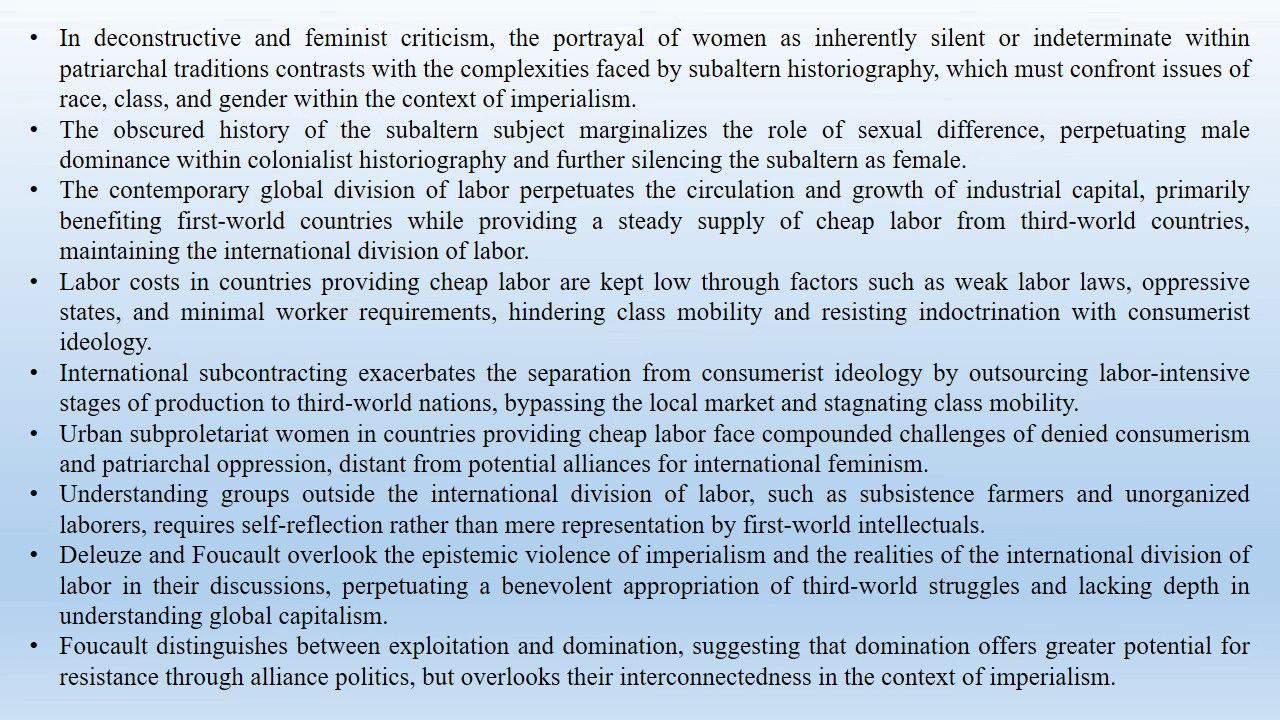 • In deconstructive and feminist criticism, the portrayal of women as inherently silent or indeterminate within
patriarchal traditions contrasts with the complexities faced by subaltern historiography, which must confront issues of
race, class, and gender within the context of imperialism.
• The obscured history of the subaltern subject marginalizes the role of sexual difference, perpetuating male
dominance within colonialist historiography and further silencing the subaltern as female.
• The contemporary global division of labor perpetuates the circulation and growth of industrial capital, primarily
benefiting first-world countries while providing a steady supply of cheap labor from third-world countries,
maintaining the international division of labor.
• Labor costs in countries providing cheap labor are kept low through factors such as weak labor laws, oppressive
states, and minimal worker requirements, hindering class mobility and resisting indoctrination with consumerist
ideology.
• International subcontracting exacerbates the separation from consumerist ideology by outsourcing labor-intensive
stages of production to third-world nations, bypassing the local market and stagnating class mobility.
• Urban subproletariat women in countries providing cheap labor face compounded challenges of denied consumerism
and patriarchal oppression, distant from potential alliances for international feminism.
• Understanding groups outside the international division of labor, such as subsistence farmers and unorganized
laborers, requires self-reflection rather than mere representation by first-world intellectuals.
• Deleuze and Foucault overlook the epistemic violence of imperialism and the realities of the international division of
labor in their discussions, perpetuating a benevolent appropriation of third-world struggles and lacking depth in
understanding global capitalism.
• Foucault distinguishes between exploitation and domination, suggesting that domination offers greater potential for
resistance through alliance politics, but overlooks their interconnectedness in the context of imperialism.